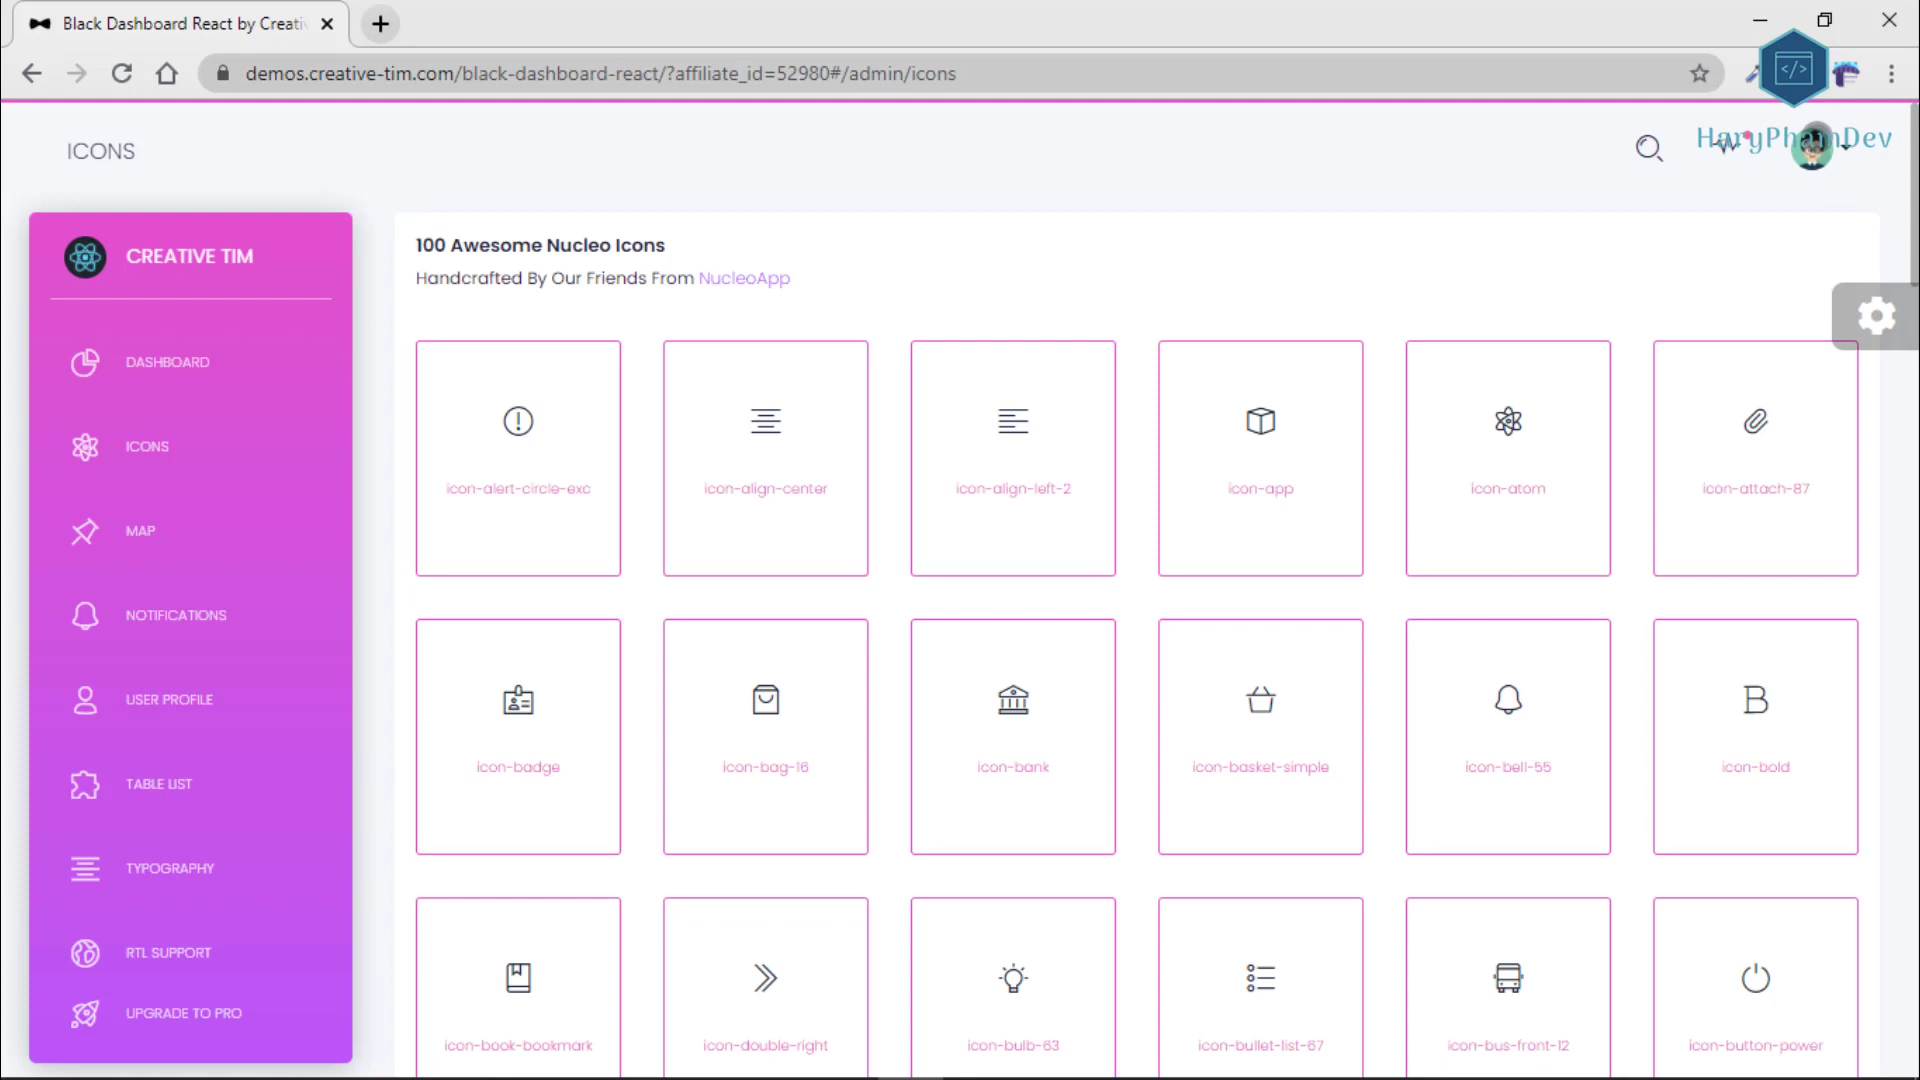 Black Dashboard React by Creati
demos.creative-tim.com/black-dashboard-react/?affiliate_id=52980#/admin/icons
</>
ICONS
HaryPhamDev
CREATIVE TIM
DASHBOARD
ICONS
MAP
NOTIFICATIONS
USER PROFILE
TABLE LIST
TYPOGRAPHY
RTL SUPPORT
UPGRADE TO PRO
100 Awesome Nucleo Icons
Handcrafted By Our Friends From NucleoApp
icon-alert-circle-exc
icon-align-center
icon-align-left-2
icon-app
icon-atom
icon-attach-87
icon-badge
icon-bag-16
icon-bank
icon-basket-simple
icon-bell-55
icon-bold
icon-book-bookmark
icon-double-right
icon-bulb-63
icon-bullet-list-67
icon-bus-front-12
icon-button-power